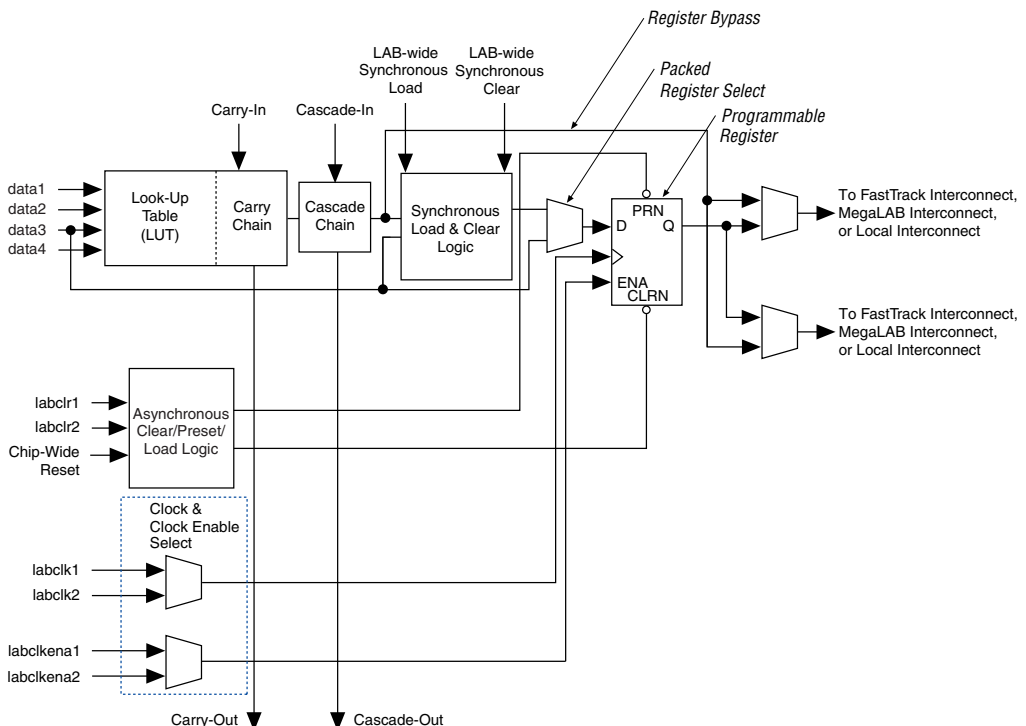 Register Bypass
LAB-wide
Synchronous
Load
LAB-wide
Synchronous
Clear
Packed
Register Select
Carry-In
Cascade-In
Programmable
Register
data1
data2
data3
data4
Look-Up
Table
(LUT)
Carry
Chain
Cascade
Chain
Synchronous
Load & Clear
Logic
PRN
D
Q
ENA
CLRN
To FastTrack Interconnect,
MegaLAB Interconnect,
or Local Interconnect
To FastTrack Interconnect,
MegaLAB Interconnect,
or Local Interconnect
labclr1
labclr2
Chip-Wide
Reset
Asynchronous
Clear/Preset/
Load Logic
Clock &
Clock Enable
Select
labclk1
labclk2
labclkena1
labclkena2
Carry-Out
Cascade-Out